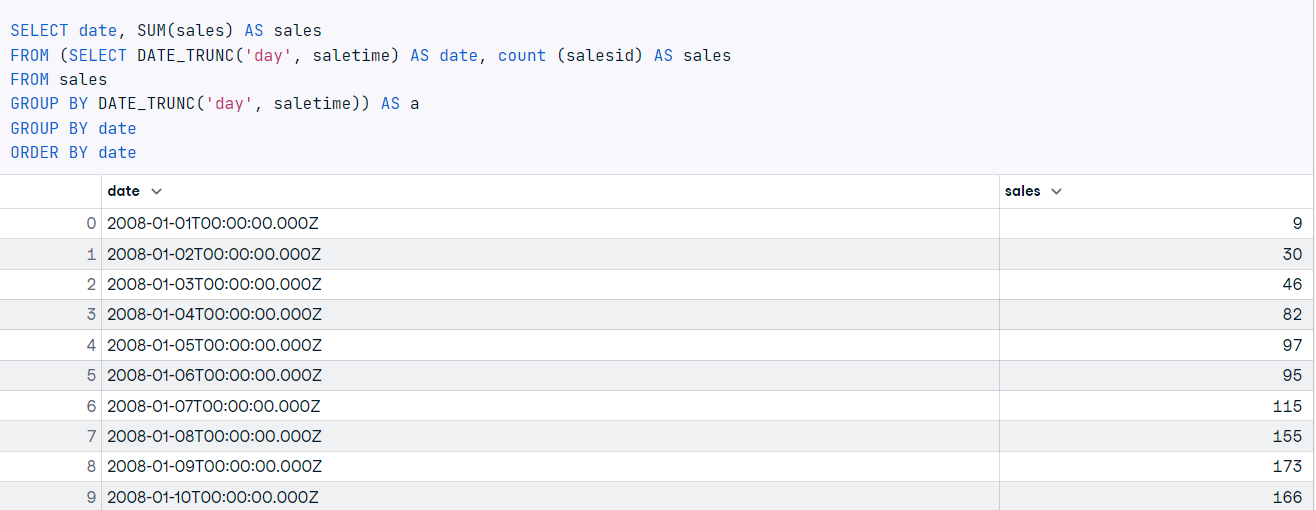 SELECT date, SUM(sales) AS sales
FROM (SELECT DATE_TRUNC('day', saletime) AS date, count (salesid) AS sales
FROM sales
GROUP BY DATE_TRUNC('day', saletime)) AS a
GROUP BY date
ORDER BY date
date sales
0 2008-01-01T00:00:00.000Z 9
1 2008-01-02T00:00:00.000Z 30
2 2008-01-03T00:00:00.000Z 46
3 2008-01-04T00:00:00.000Z 82
4 2008-01-05T00:00:00.000Z 97
5 2008-01-06T00:00:00.000Z 95
6 2008-01-07T00:00:00.000Z 115
7 2008-01-08T00:00:00.000Z 155
8 2008-01-09T00:00:00.000Z 173
9 2008-01-10T00:00:00.000Z 166